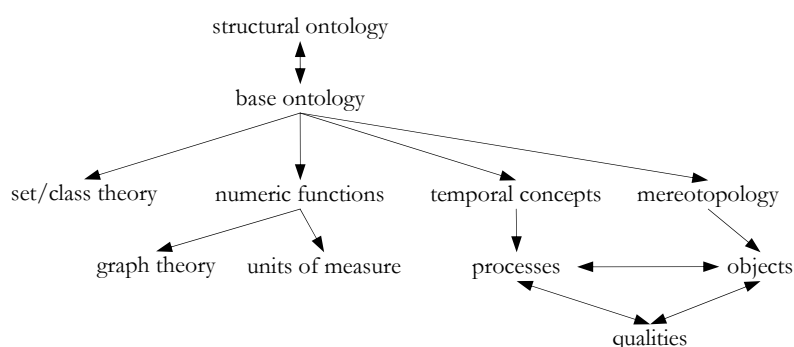 structural ontology
base ontology
set/class theory numeric functions temporal concepts mereotopology
graph theory units of measure processes objects
qualities